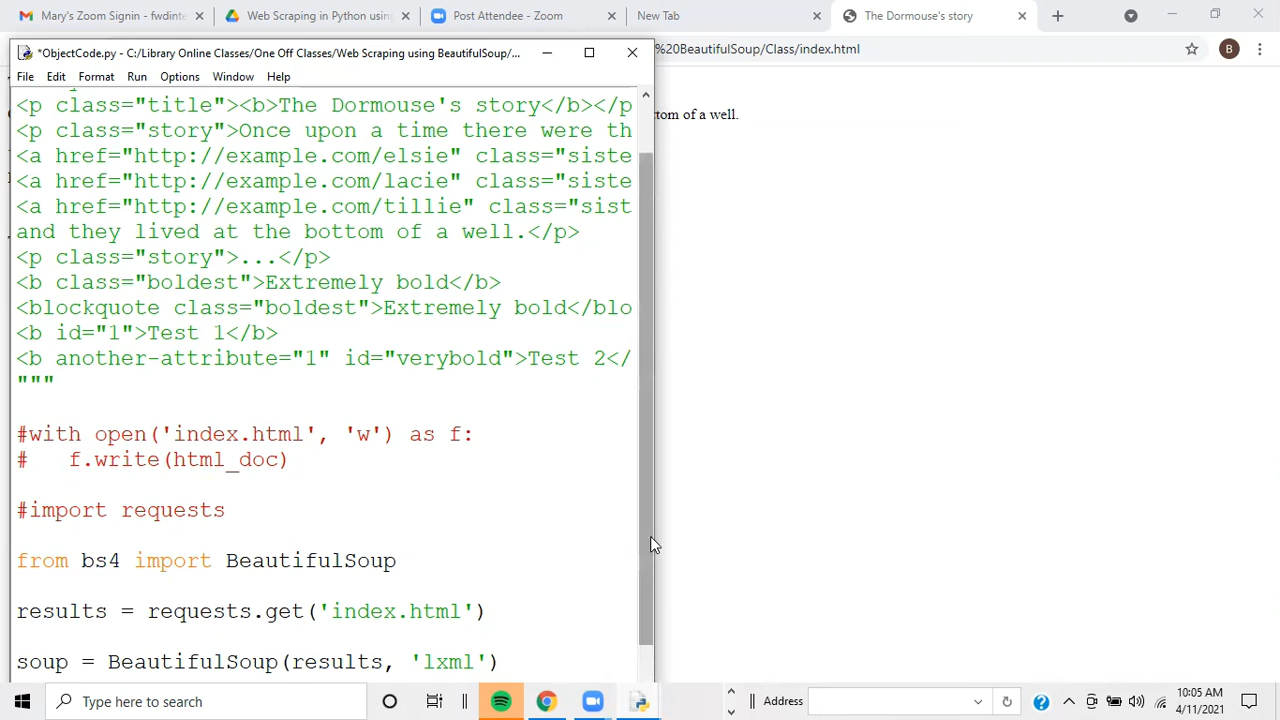 Mary's Zoom Signin - fwdinte
Web Scraping in Python using
Post Attendee - Zoom
New Tab
The Dormouse's story
*ObjectCode.py - C:/Library Online Classes/One Off Classes/Web Scraping using BeautifulSoup/...
%20BeautifulSoup/Class/index.html
B
File Edit Format Run Options Window Help
<p class="title"><b>The Dormouse's story</b></p
tom of a well.
<p class="story">Once upon a time there were th
<a href="http://example.com/elsie" class="siste
<a href="http://example.com/lacie" class="siste
<a href="http://example.com/tillie" class="sist
and they lived at the bottom of a well.</p>
<p class="story">...</p>
<b class="boldest">Extremely bold</b>
<blockquote class="boldest">Extremely bold</blo
<b id="1">Test 1</b>
<b another-attribute="1" id="verybold">Test 2</
"""
#with open('index.html', 'w') as f:
#   f.write(html_doc)
#import requests
from bs4 import BeautifulSoup
results = requests.get('index.html')
soup = BeautifulSoup(results, 'lxml')
Type here to search
Address
10:05 AM
4/11/2021